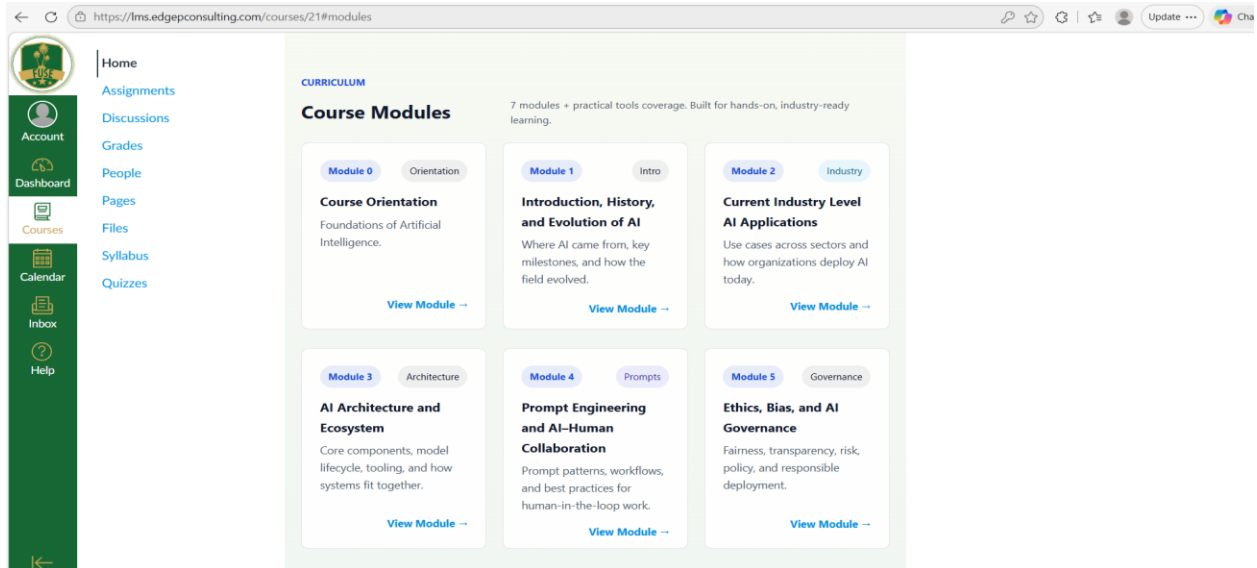 https://lms.edgepconsulting.com/courses/21#modules
Update
Cha
FUSE
Account
Dashboard
Courses
Calendar
Inbox
Help
Home
Assignments
Discussions
Grades
People
Pages
Files
Syllabus
Quizzes
CURRICULUM
Course Modules
7 modules + practical tools coverage. Built for hands-on, industry-ready
learning.
Module 0
Orientation
Course Orientation
Foundations of Artificial
Intelligence.
View Module →
Module 1
Intro
Introduction, History,
and Evolution of AI
Where AI came from, key
milestones, and how the
field evolved.
View Module →
Module 2
Industry
Current Industry Level
AI Applications
Use cases across sectors and
how organizations deploy AI
today.
View Module →
Module 3
Architecture
AI Architecture and
Ecosystem
Core components, model
lifecycle, tooling, and how
systems fit together.
View Module →
Module 4
Prompts
Prompt Engineering
and AI–Human
Collaboration
Prompt patterns, workflows,
and best practices for
human-in-the-loop work.
View Module →
Module 5
Governance
Ethics, Bias, and AI
Governance
Fairness, transparency, risk,
policy, and responsible
deployment.
View Module →